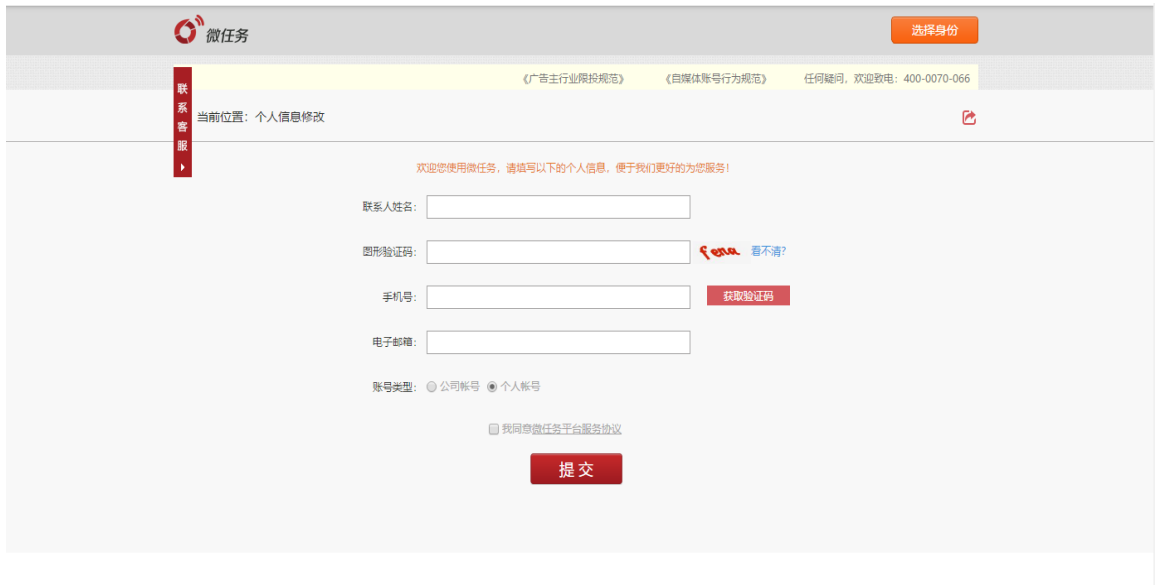 微任务
选择身份
《广告主行业限投规范》 《自媒体账号行为规范》 任何疑问，欢迎致电：400-0070-066
联系客服
当前位置：个人信息修改
欢迎您使用微任务，请填写以下的个人信息，便于我们更好的为您服务！
联系人姓名：
图形验证码： fena 看不清?
手机号： 获取验证码
电子邮箱：
账号类型： 公司帐号 个人帐号
我同意微任务平台服务协议
提交